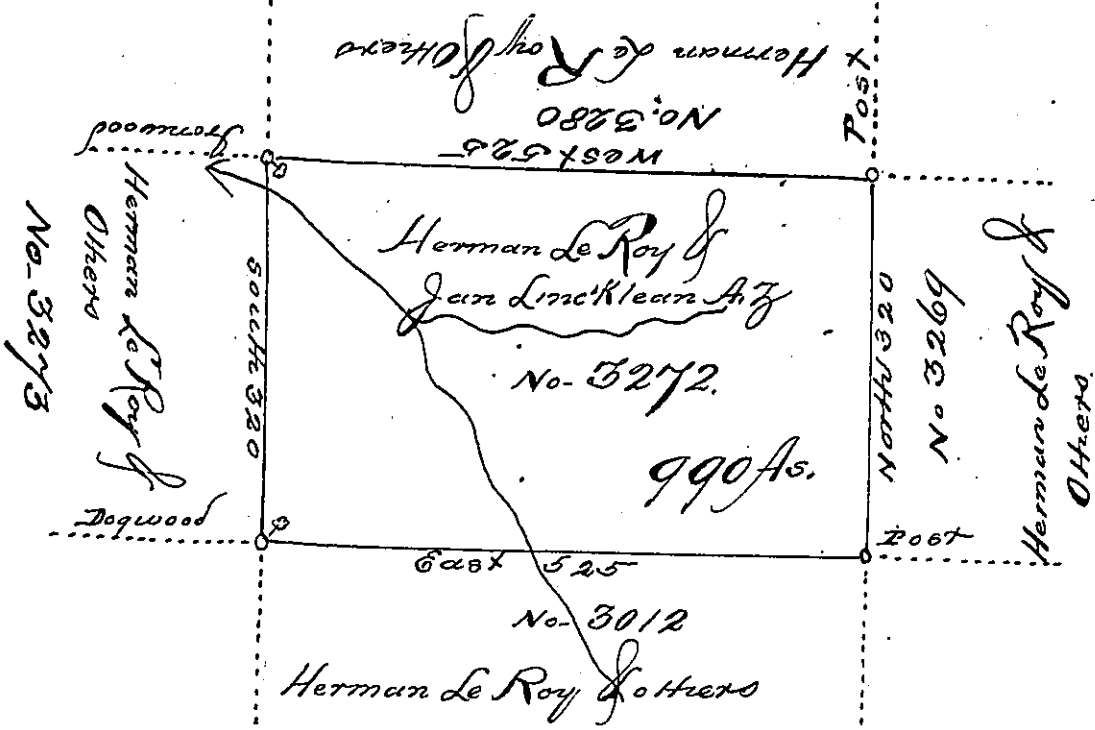 Herman Le Roy & Others
No. 3280
West 525
Post
Ironwood
Herman Le Roy &
Others
No. 3273
South 320
Herman Le Roy &
Jan Linc'Klean A Z
No- 3272.
990 As.
North 320
No 3269
Herman Le Roy &
Others
Dogwood
Post
East 525
No- 3012
Herman Le Roy & others